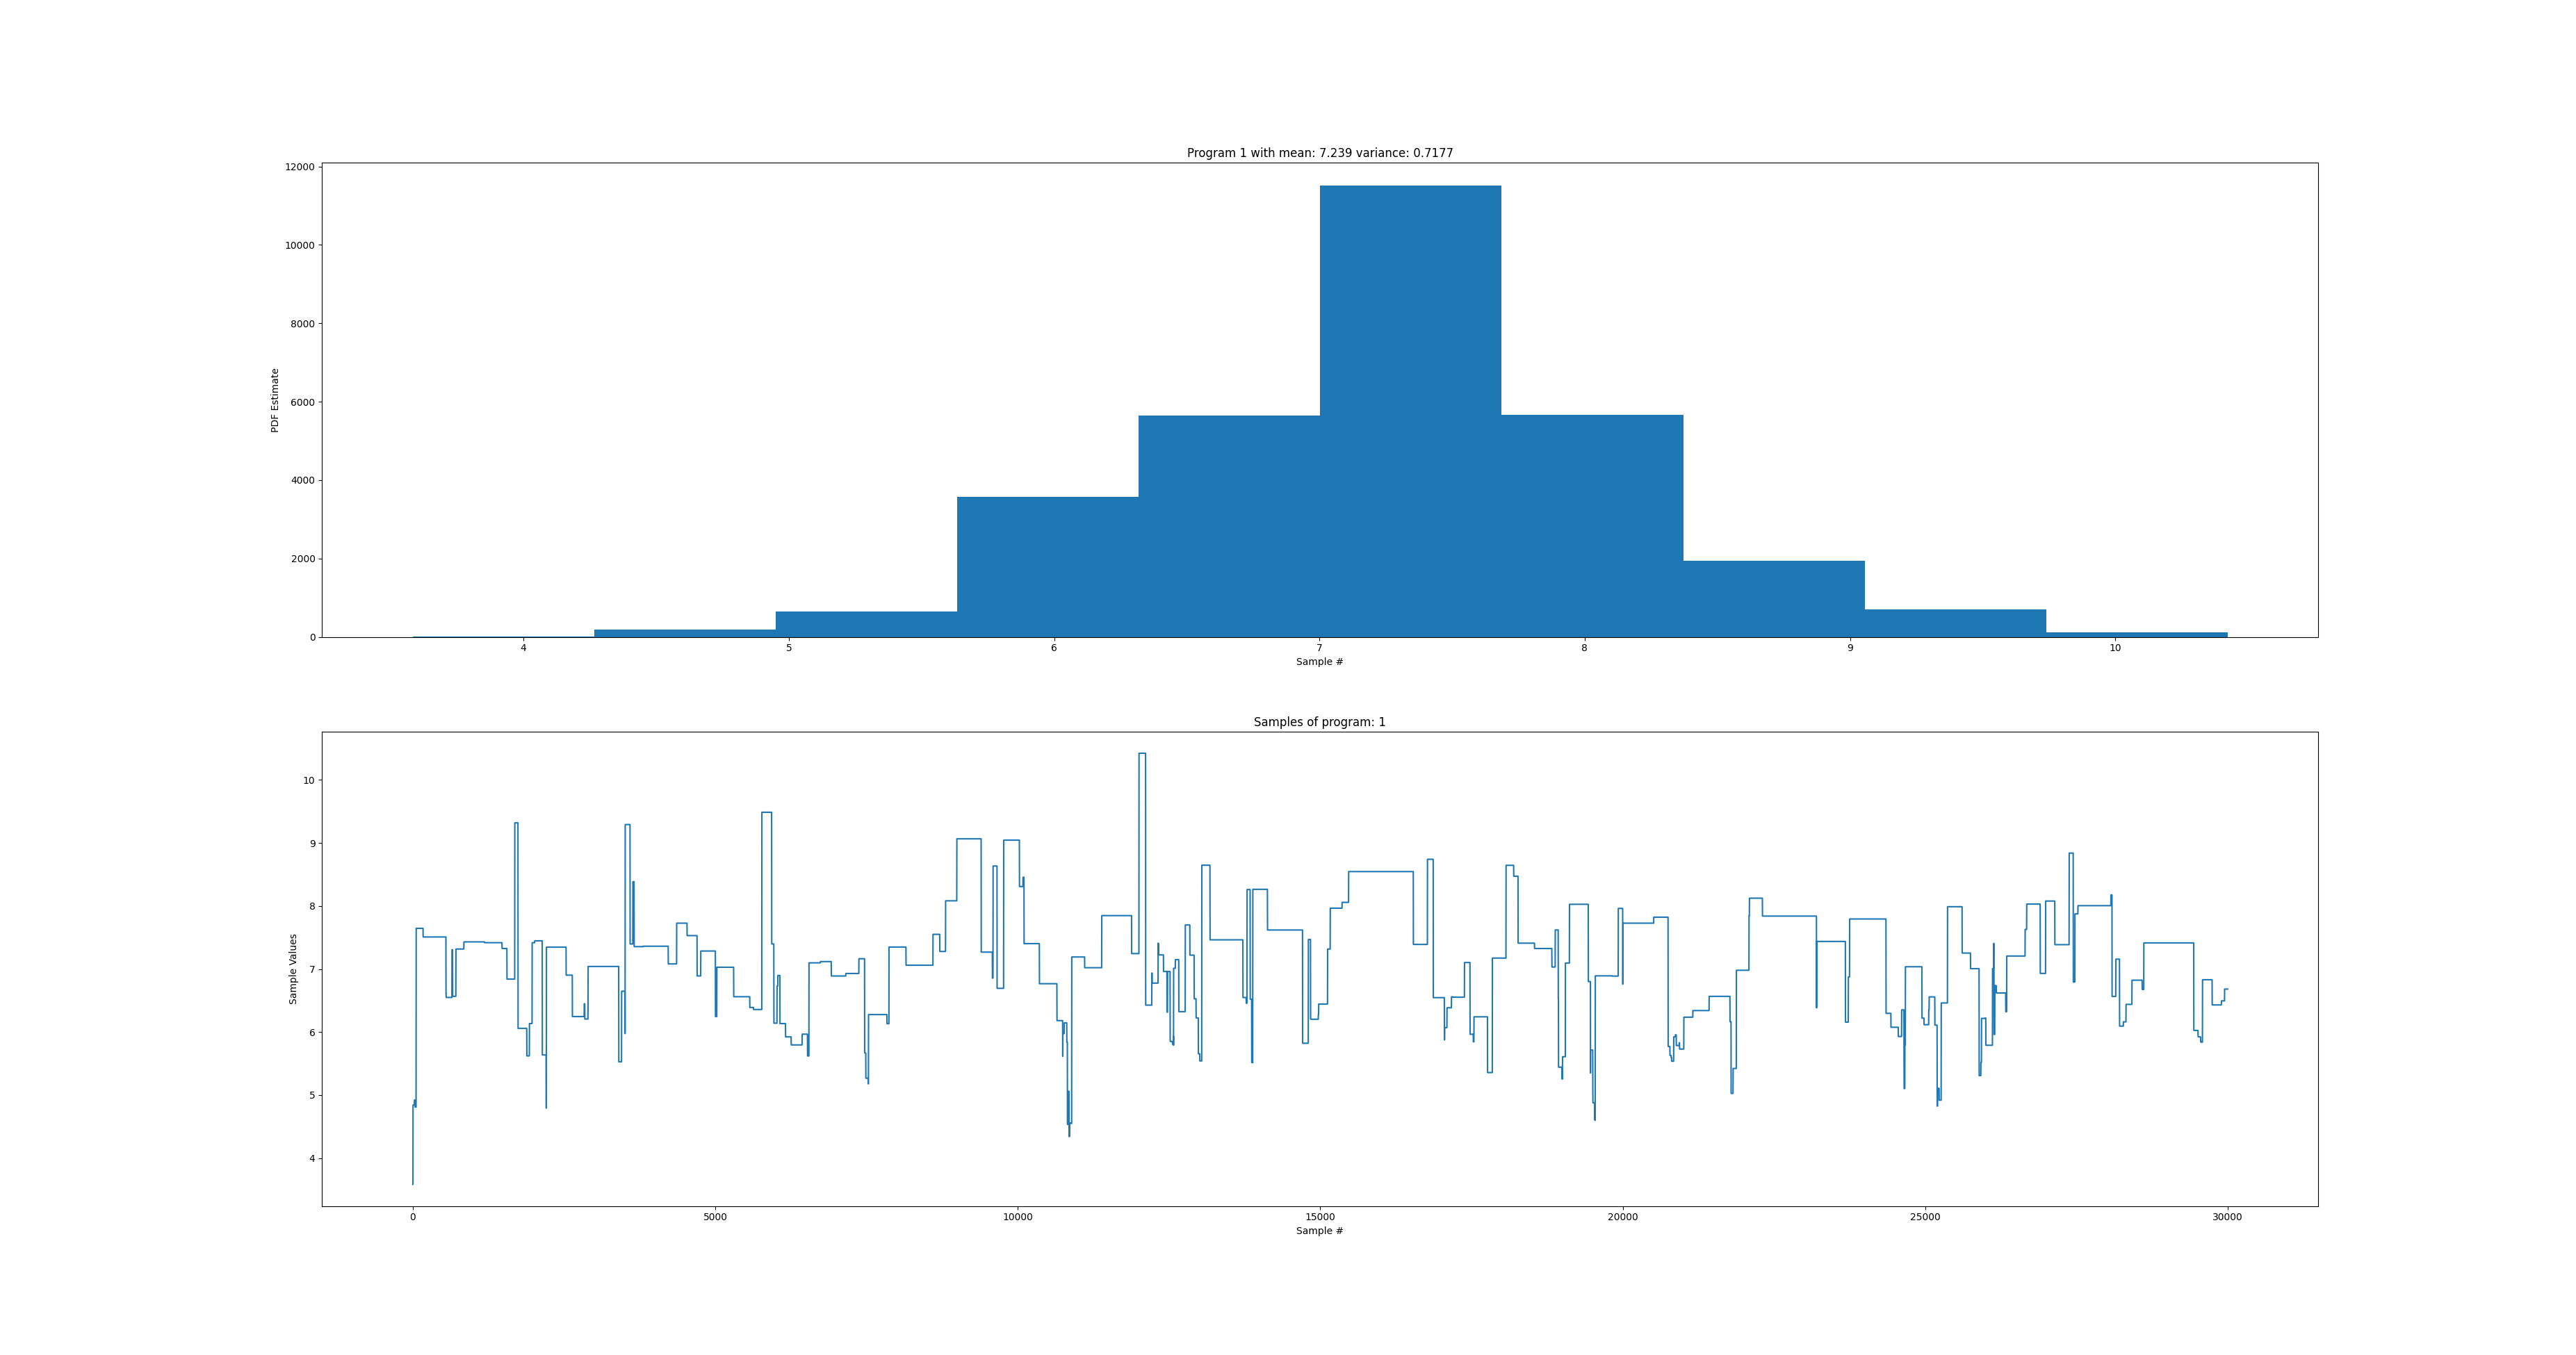 Program 1 with mean: 7.239 variance: 0.7177
12000
10000
8000
6000
4000
2000
0
PDF Estimate
4 5 6 7 8 9 10
Sample #
Samples of program: 1
10
9
8
7
6
5
4
Sample Values
0 5000 10000 15000 20000 25000 30000
Sample #